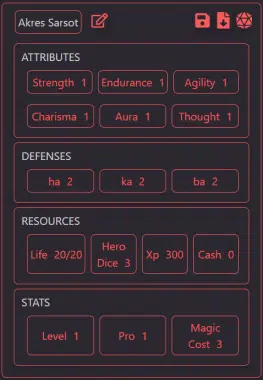 Akres Sarsot
ATTRIBUTES
Strength 1 Endurance 1 Agility 1
Charisma 1 Aura 1 Thought 1
DEFENSES
ha 2 ka 2 ba 2
RESOURCES
Life 20/20 Hero Dice 3 Xp 300 Cash 0
STATS
Level 1 Pro 1 Magic Cost 3